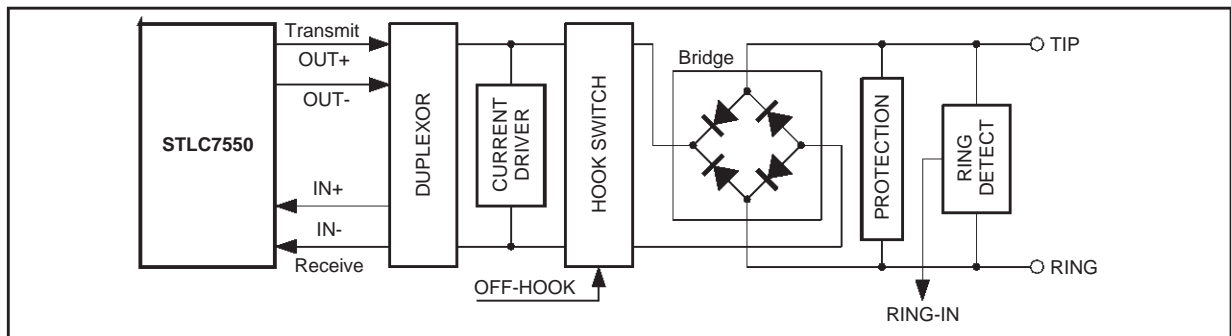 STLC7550
Transmit
OUT+
OUT-
IN+
IN-
Receive
DUPLEXOR
CURRENT
DRIVER
HOOK SWITCH
OFF-HOOK
Bridge
PROTECTION
RING
DETECT
RING-IN
TIP
RING